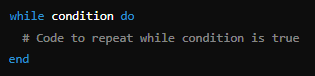 while condition do
  # Code to repeat while condition is true
end